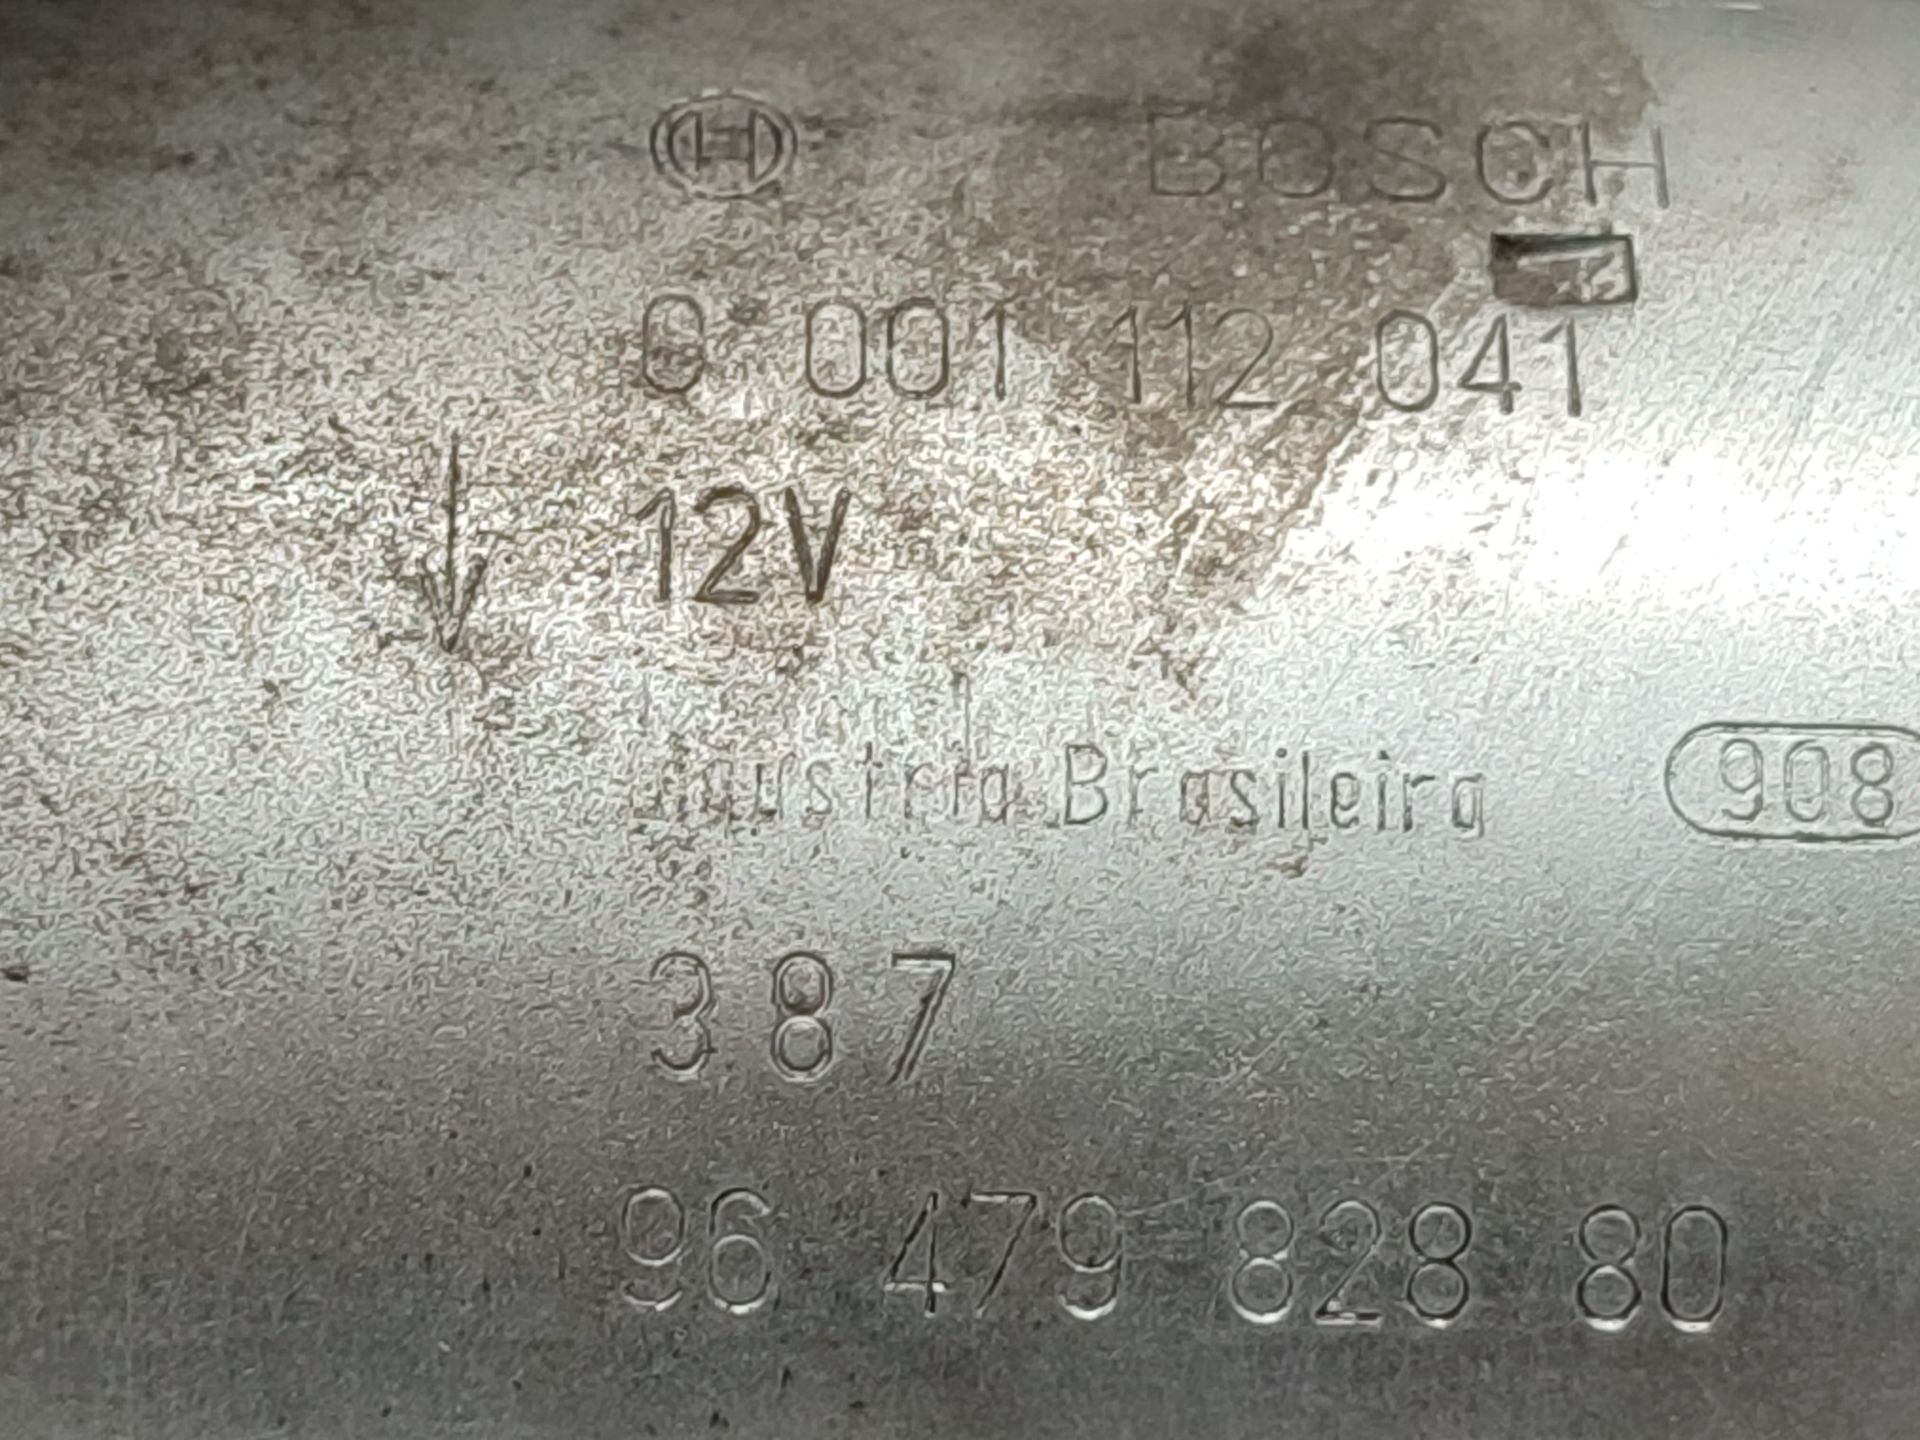 BOSCH
0 001 112 041
12V
Industria Brasileira 908
387
96 479 828 80